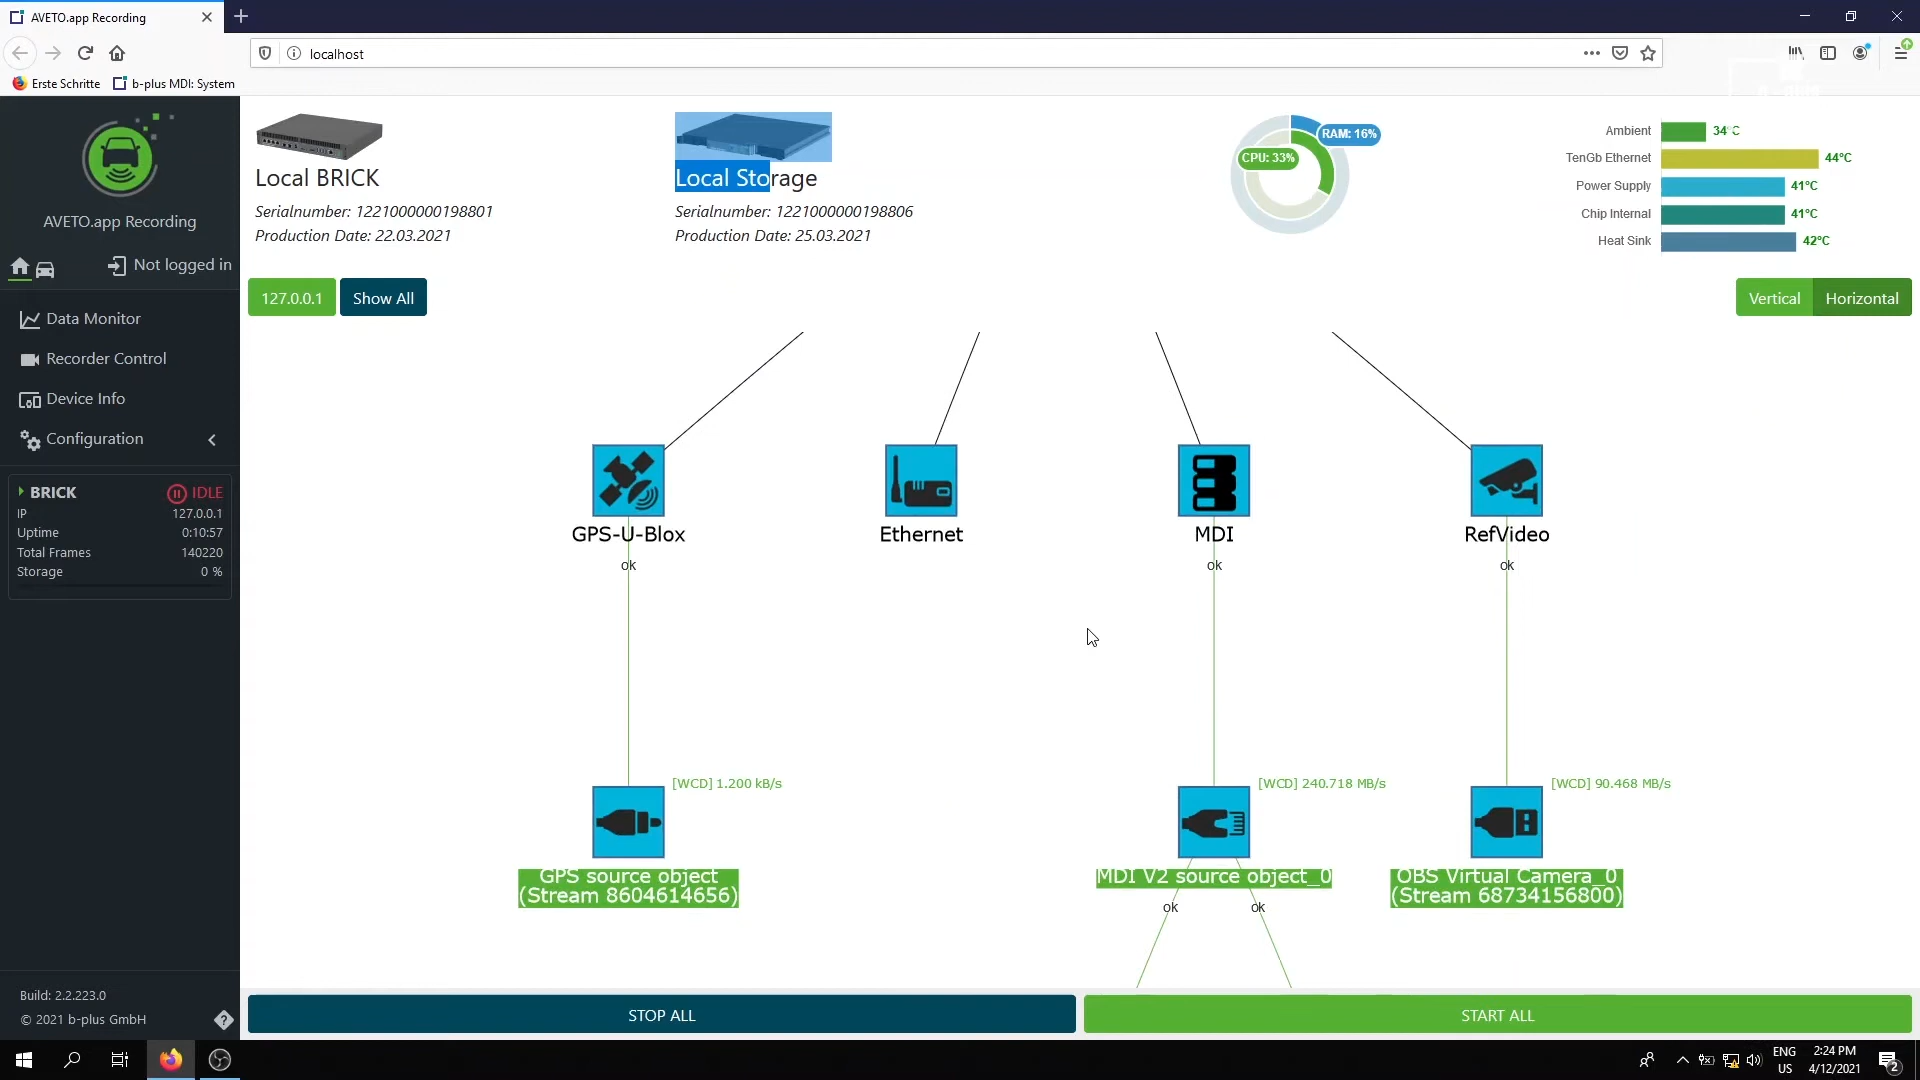 AVETO.app Recording
localhost
Erste Schritte
b-plus MDI: System
AVETO.app Recording
Not logged in
Data Monitor
Recorder Control
Device Info
Configuration
BRICK IDLE
IP 127.0.0.1
Uptime 0:10:57
Total Frames 140220
Storage 0 %
Build: 2.2.223.0
© 2021 b-plus GmbH
Local BRICK
Serialnumber: 1221000000198801
Production Date: 22.03.2021
Local Storage
Serialnumber: 1221000000198806
Production Date: 25.03.2021
RAM: 16%
CPU: 33%
Ambient 34°C
TenGb Ethernet 44°C
Power Supply 41°C
Chip Internal 41°C
Heat Sink 42°C
127.0.0.1
Show All
Vertical
Horizontal
GPS-U-Blox
ok
Ethernet
MDI
ok
RefVideo
ok
[WCD] 1.200 kB/s
GPS source object
(Stream 8604614656)
[WCD] 240.718 MB/s
MDI V2 source object_0
ok
ok
[WCD] 90.468 MB/s
OBS Virtual Camera_0
(Stream 68734156800)
STOP ALL
START ALL
ENG
US
2:24 PM
4/12/2021
2